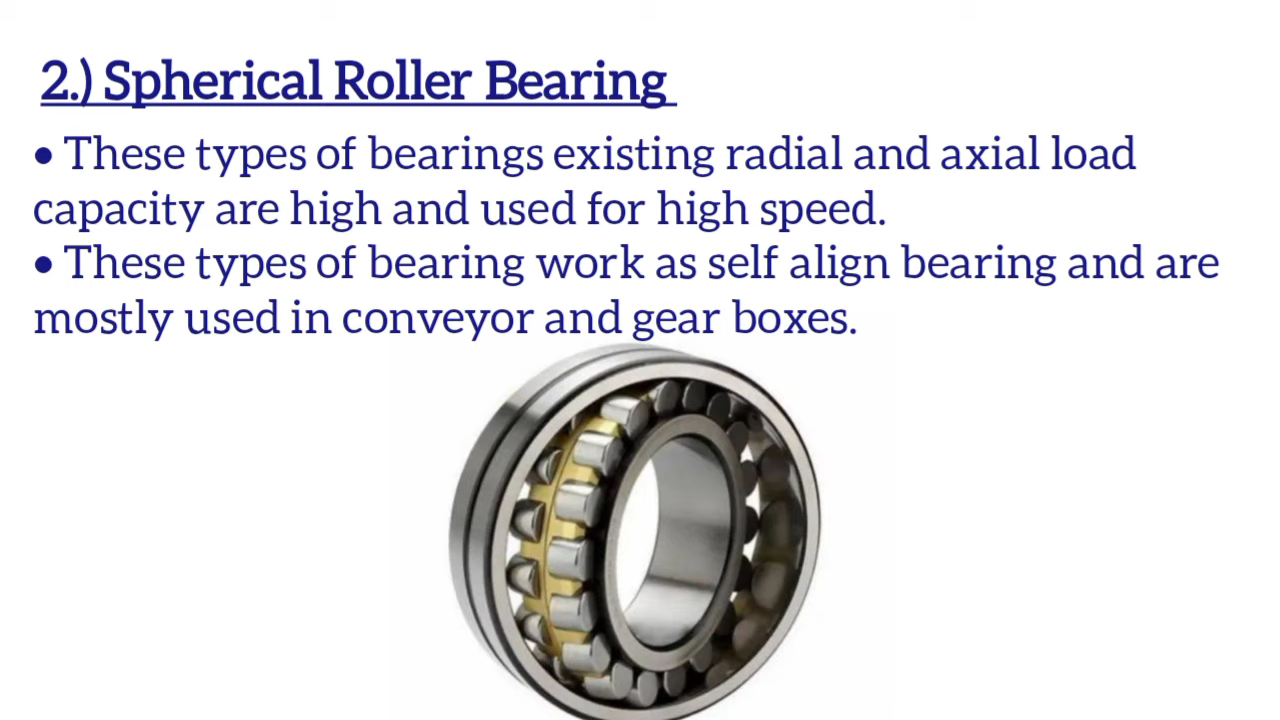 2.) Spherical Roller Bearing
• These types of bearings existing radial and axial load
capacity are high and used for high speed.
• These types of bearing work as self align bearing and are
mostly used in conveyor and gear boxes.